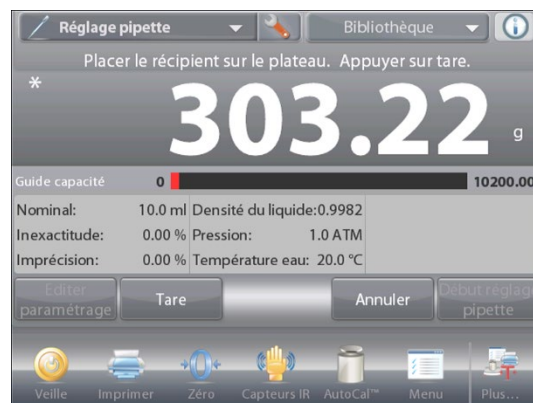 Réglage pipette
Bibliothèque
Placer le récipient sur le plateau. Appuyer sur tare.
*
303.22 g
Guide capacité 0 10200.00
Nominal: 10.0 ml Densité du liquide:0.9982
Inexactitude: 0.00 % Pression: 1.0 ATM
Imprécision: 0.00 % Température eau: 20.0 °C
Editer paramétrage
Tare
Annuler
Début réglage pipette
Veille
Imprimer
Zéro
Capteurs IR
AutoCal™
Menu
Plus...